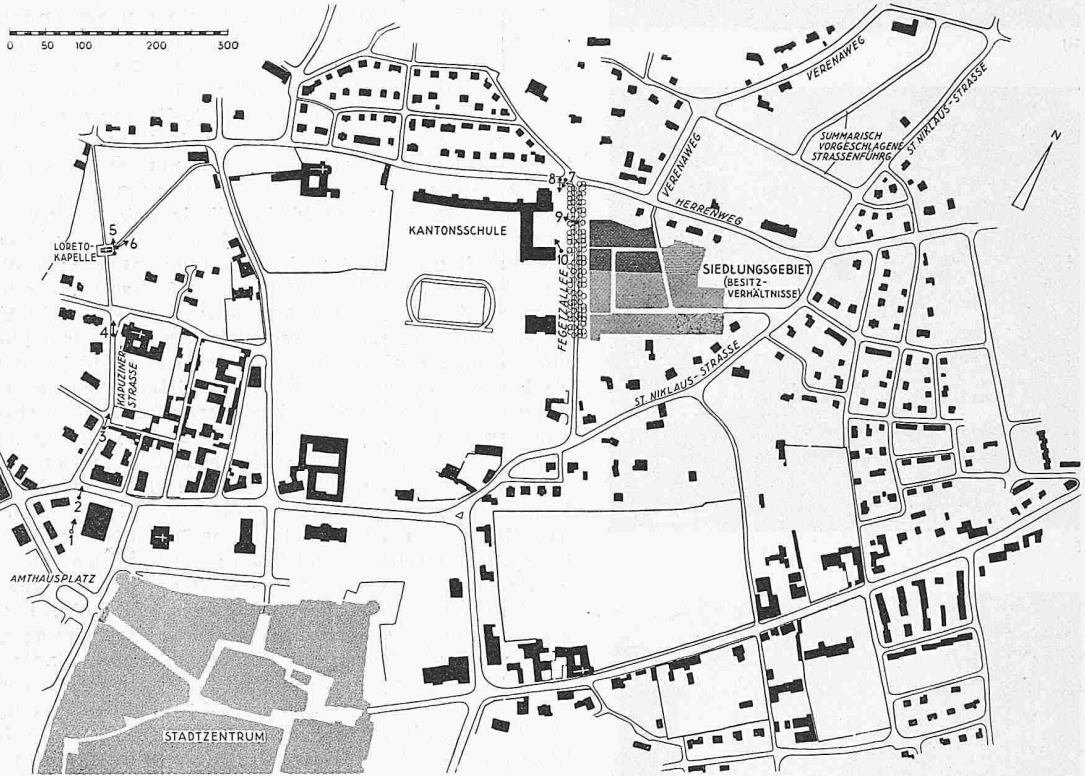 0 50 100 200 300
VERENAWEG
ST. NIKLAUS-STRASSE
SUMMARISCH
VORGESCHLAGENE
STRASSENFÜHRG
N
VERENAWEG
8 7
HERRENWEG
9
KANTONSSCHULE
5
6
LORETO-
KAPELLE
10
SIEDLUNGSGEBIET
(BESITZ-
VERHÄLTNISSE)
FEGETZALLEE
4
KAPUZINER-
STRASSE
ST. NIKLAUS-STRASSE
3
2
1
AMTHAUSPLATZ
STADTZENTRUM